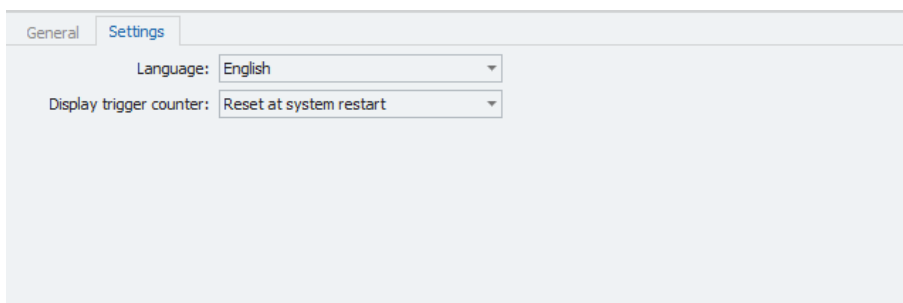 General Settings
Language: English
Display trigger counter: Reset at system restart